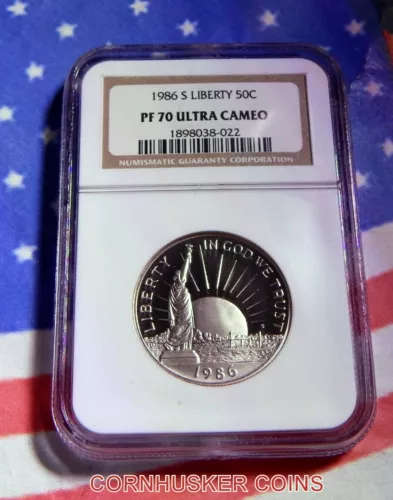 1986 S LIBERTY 50C
PF 70 ULTRA CAMEO
1898038-022
NUMISMATIC GUARANTY CORPORATION
LIBERTY IN GOD WE TRUST
S
1986
CORNHUSKER COINS